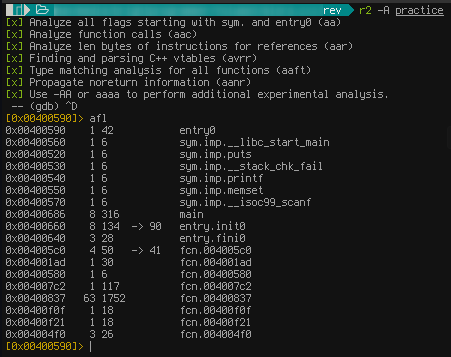 rev r2 -A practice
[x] Analyze all flags starting with sym. and entry0 (aa)
[x] Analyze function calls (aac)
[x] Analyze len bytes of instructions for references (aar)
[x] Finding and parsing C++ vtables (avrr)
[x] Type matching analysis for all functions (aaft)
[x] Propagate noreturn information (aanr)
[x] Use -AA or aaaa to perform additional experimental analysis.
-- (gdb) ^D
[0x00400590]> afl
0x00400590 1 42 entry0
0x00400510 1 6 sym.imp.__libc_start_main
0x00400520 1 6 sym.imp.puts
0x00400530 1 6 sym.imp.__stack_chk_fail
0x00400540 1 6 sym.imp.printf
0x00400550 1 6 sym.imp.memset
0x00400570 1 6 sym.imp.__isoc99_scanf
0x00400686 8 316 main
0x00400660 8 134 -> 90 entry.init0
0x00400640 3 28 entry.fini0
0x004005c0 4 50 -> 41 fcn.004005c0
0x004001ad 1 30 fcn.004001ad
0x00400580 1 6 fcn.00400580
0x004007c2 1 117 fcn.004007c2
0x00400837 63 1752 fcn.00400837
0x00400f0f 1 18 fcn.00400f0f
0x00400f21 1 18 fcn.00400f21
0x004004f0 3 26 fcn.004004f0
[0x00400590]>